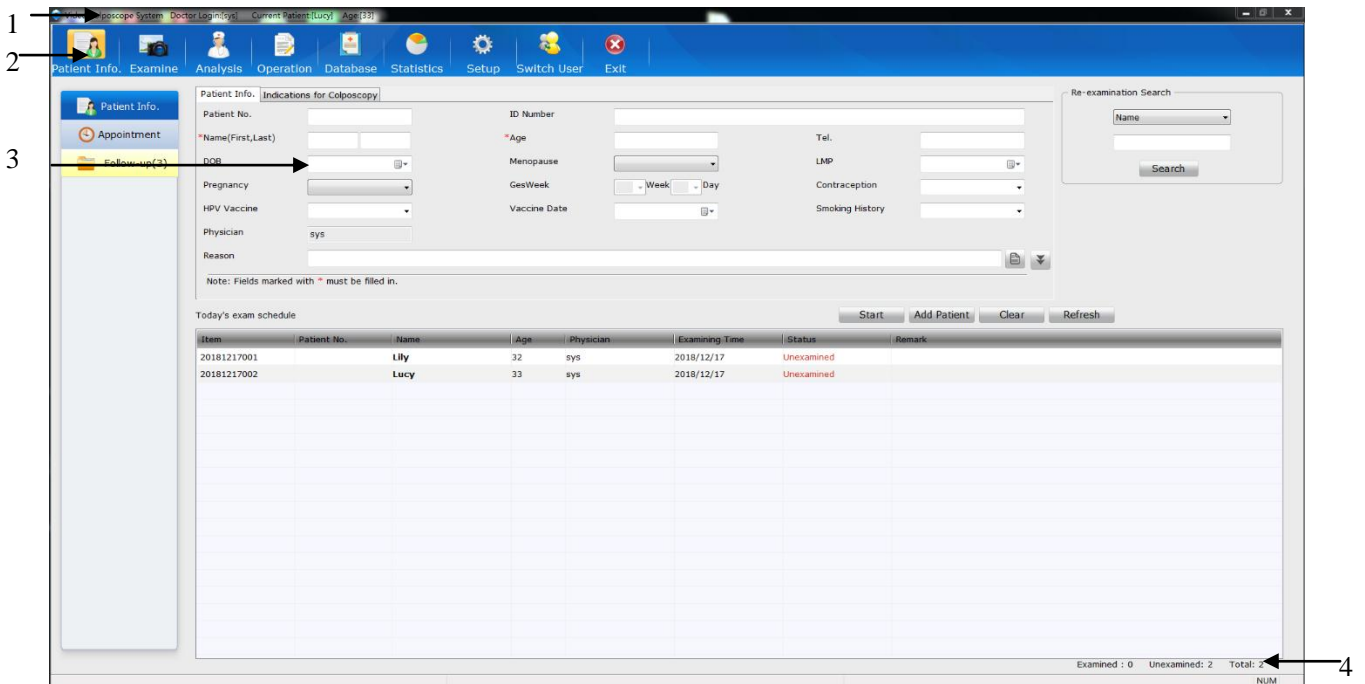 1
Video Colposcope System Doctor Login:[sys] Current Patient:[Lucy] Age:[33]
2
Patient Info. Examine Analysis Operation Database Statistics Setup Switch User Exit
Patient Info.
Appointment
3
Follow-up(3)
Patient Info. Indications for Colposcopy
Patient No. ID Number
*Name(First,Last) *Age Tel.
DOB Menopause LMP
Pregnancy GesWeek Week Day Contraception
HPV Vaccine Vaccine Date Smoking History
Physician sys
Reason
Note: Fields marked with * must be filled in.
Re-examination Search
Name
Search
Today's exam schedule Start Add Patient Clear Refresh
Item Patient No. Name Age Physician Examining Time Status Remark
20181217001 Lily 32 sys 2018/12/17 Unexamined
20181217002 Lucy 33 sys 2018/12/17 Unexamined
Examined : 0 Unexamined: 2 Total: 2
4
NUM